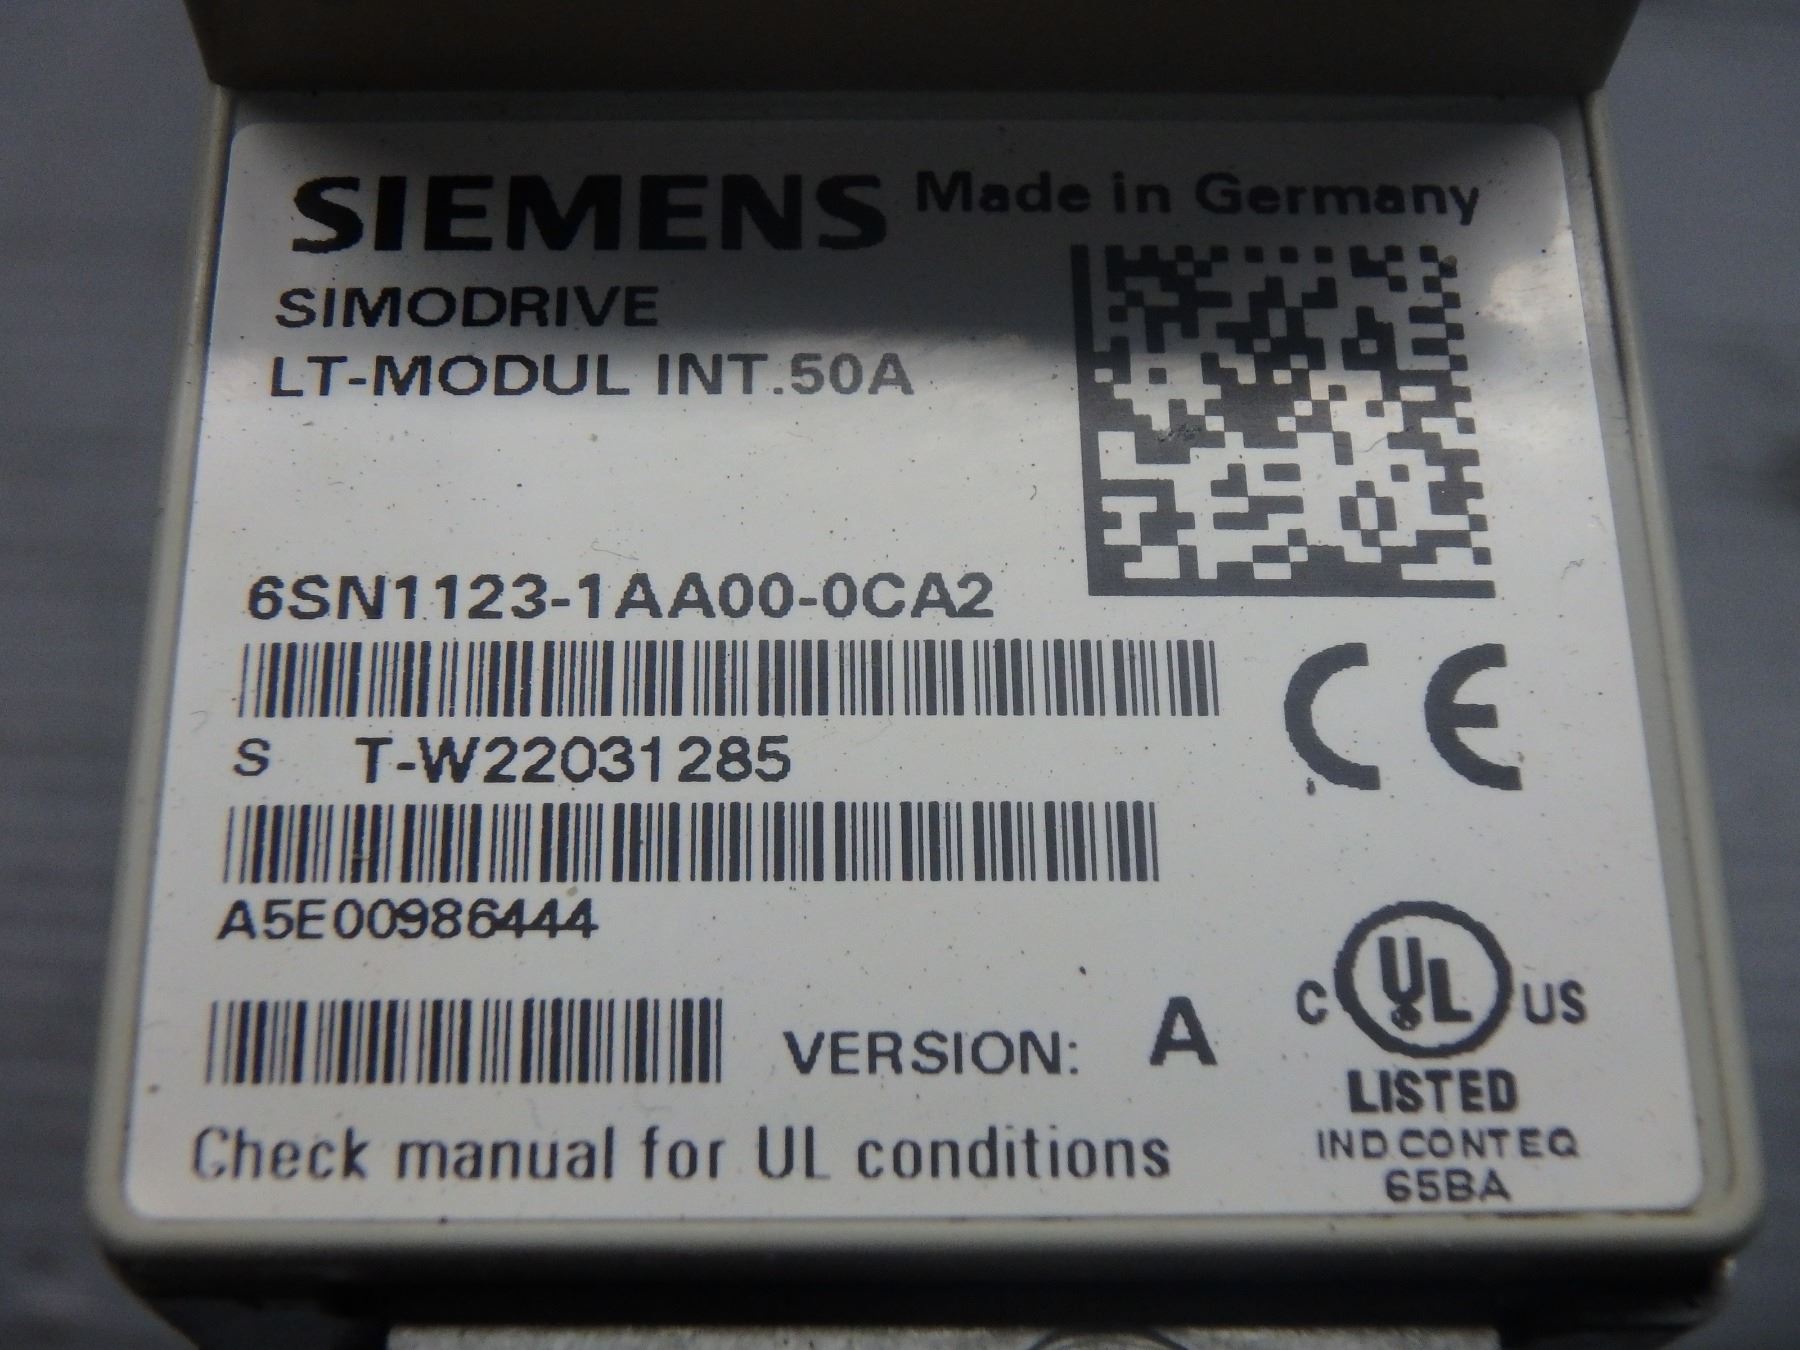 SIEMENS Made in Germany
SIMODRIVE
LT-MODUL INT.50A
6SN1123-1AA00-0CA2
S T-W22031285
A5E00986444
VERSION: A
C UL US
LISTED
IND CONT EQ
65BA
Check manual for UL conditions
CE